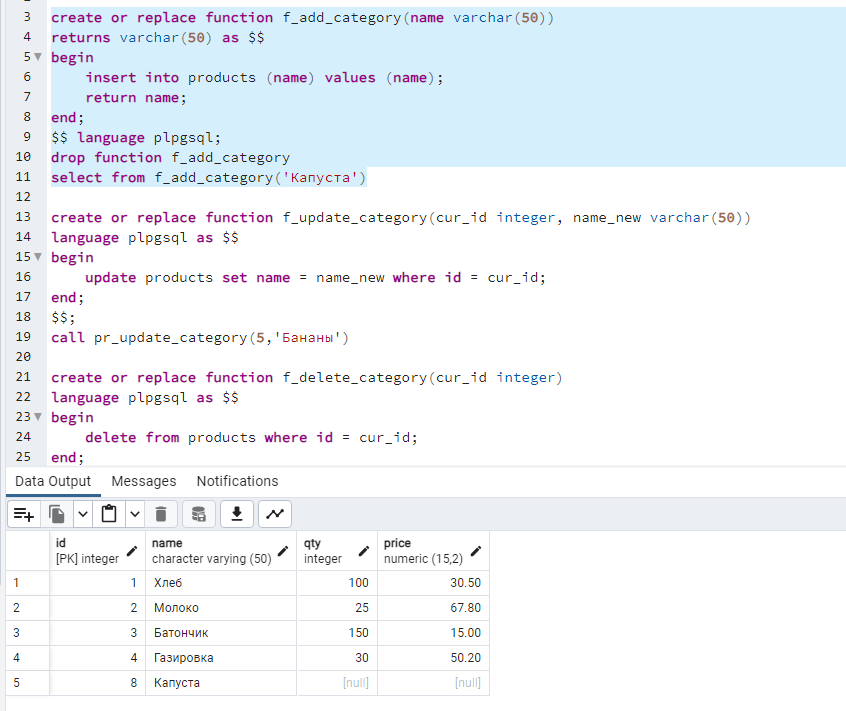 3 create or replace function f_add_category(name varchar(50))
4 returns varchar(50) as $$
5 begin
6 insert into products (name) values (name);
7 return name;
8 end;
9 $$ language plpgsql;
10 drop function f_add_category
11 select from f_add_category('Капуста')
12
13 create or replace function f_update_category(cur_id integer, name_new varchar(50))
14 language plpgsql as $$
15 begin
16 update products set name = name_new where id = cur_id;
17 end;
18 $$;
19 call pr_update_category(5,'Бананы')
20
21 create or replace function f_delete_category(cur_id integer)
22 language plpgsql as $$
23 begin
24 delete from products where id = cur_id;
25 end;
Data Output Messages Notifications
id name qty price
[PK] integer character varying (50) integer numeric (15,2)
1 1 Хлеб 100 30.50
2 2 Молоко 25 67.80
3 3 Батончик 150 15.00
4 4 Газировка 30 50.20
5 8 Капуста [null] [null]